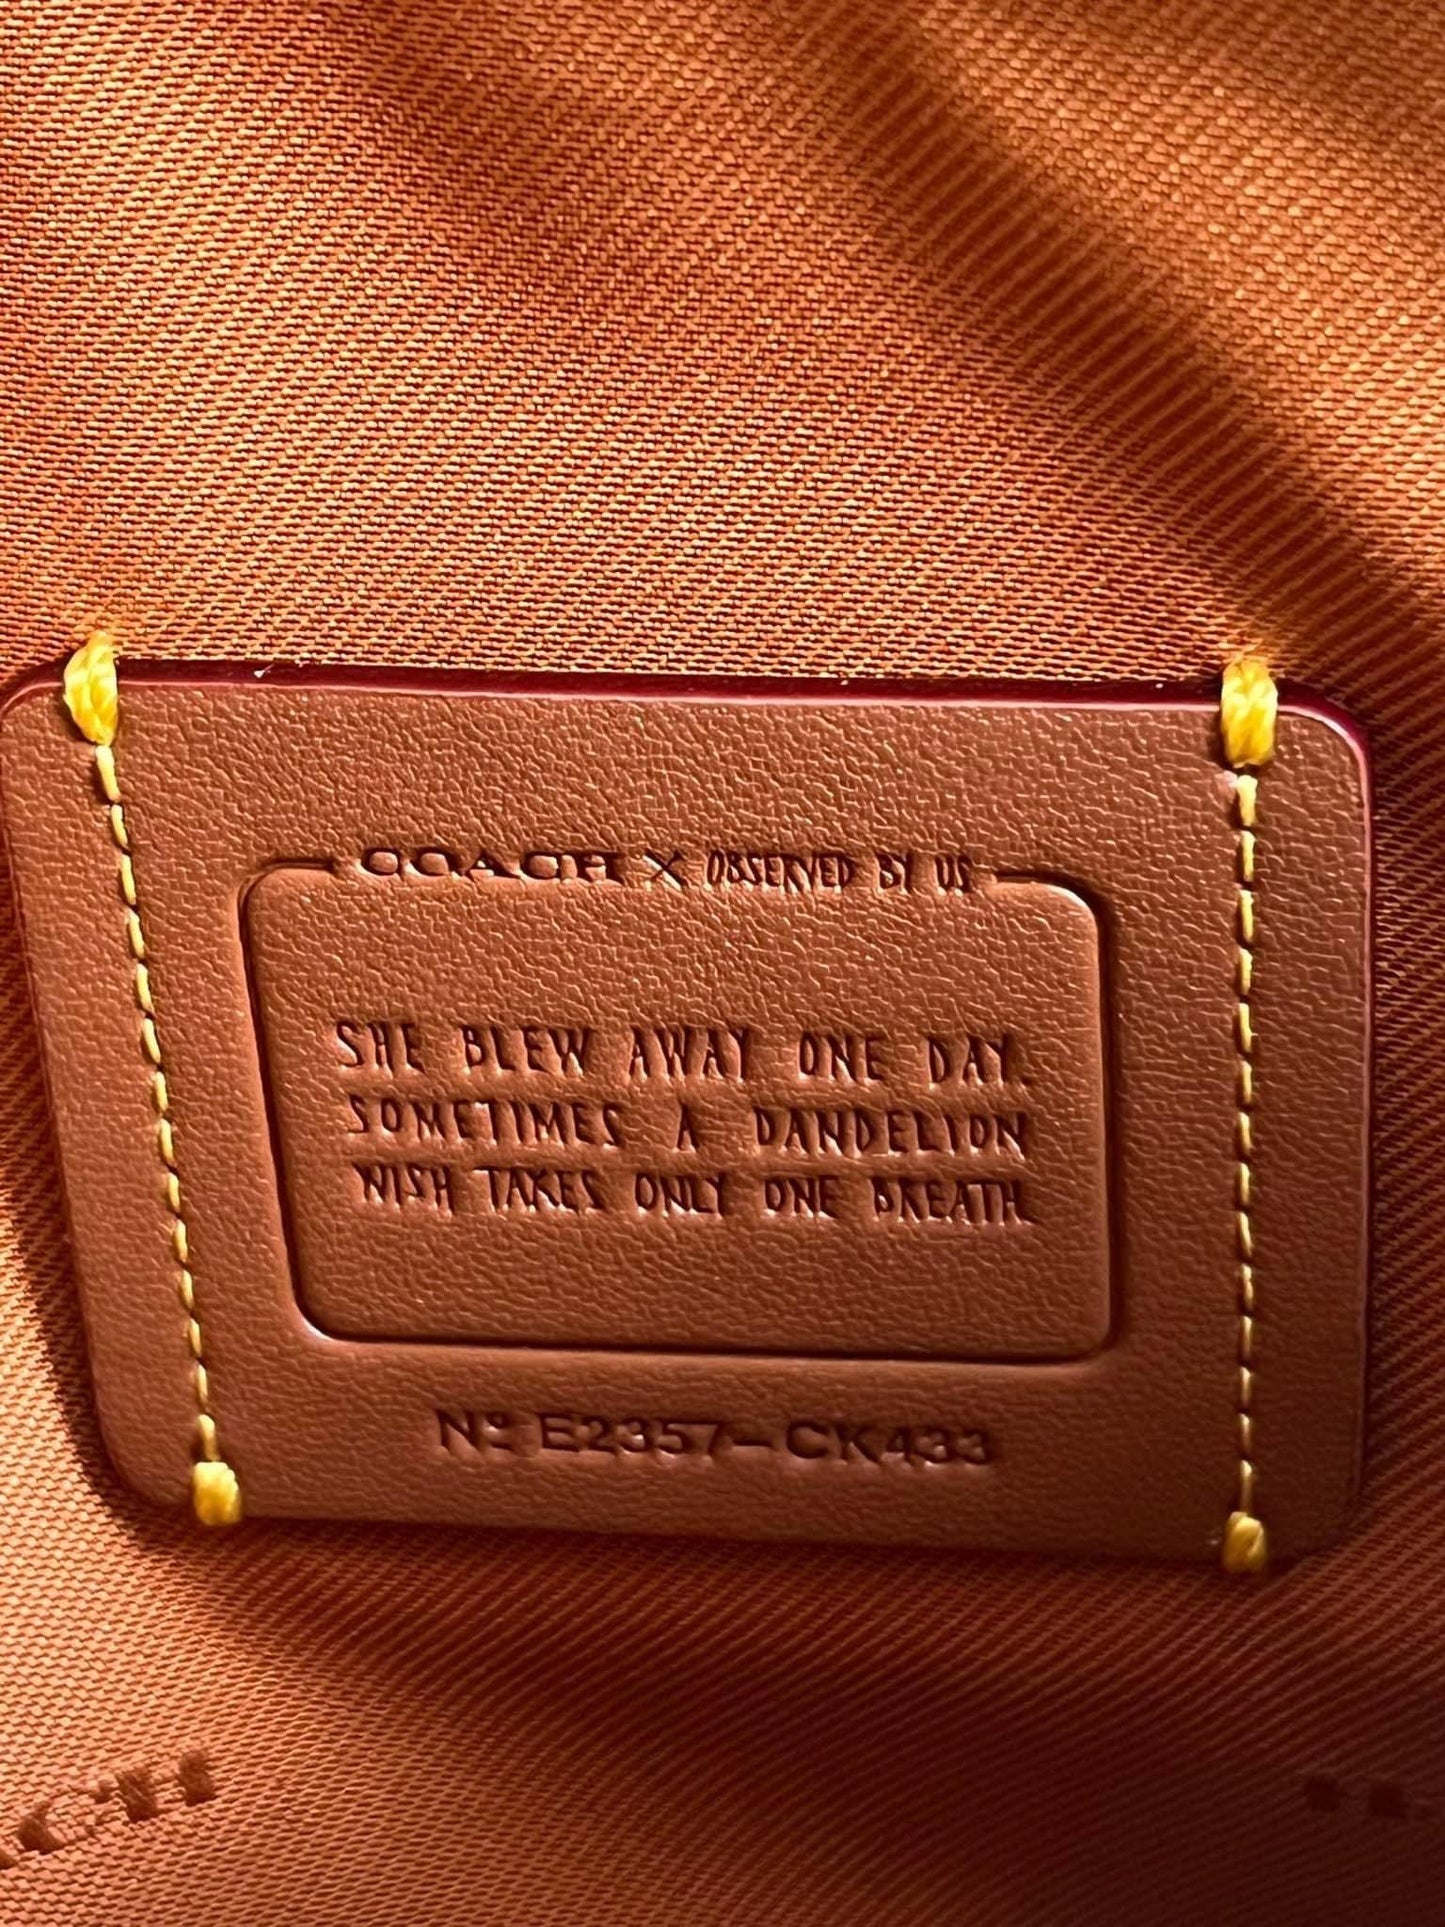 COACH X OBSERVED BY US
SHE BLEW AWAY ONE DAY.
SOMETIMES A DANDELION
WISH TAKES ONLY ONE BREATH.
Nº E2357-CK433